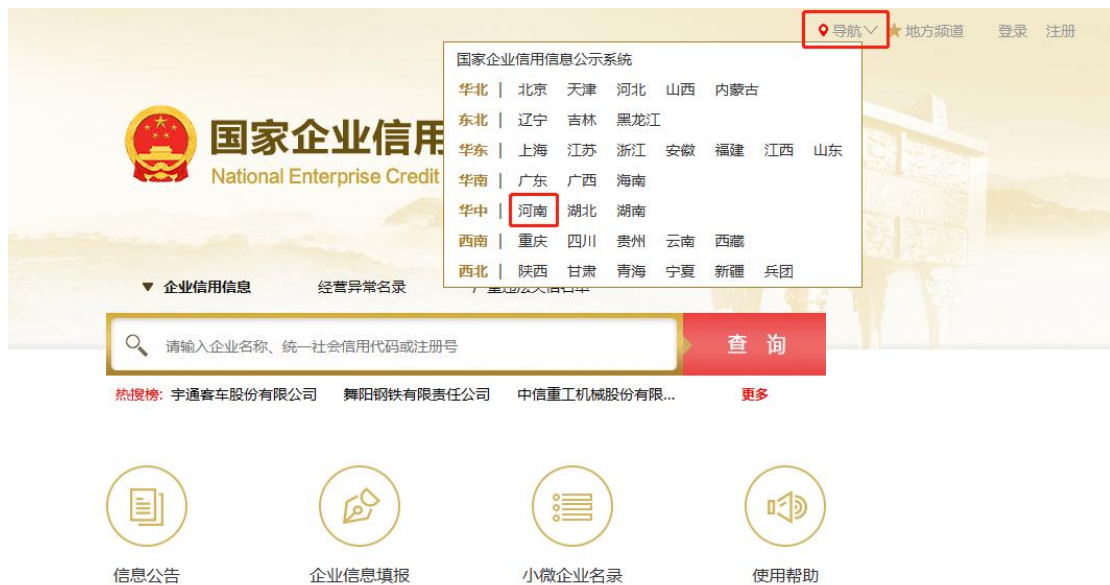 导航 地方频道 登录 注册
国家企业信用信息公示系统
华北 | 北京 天津 河北 山西 内蒙古
东北 | 辽宁 吉林 黑龙江
华东 | 上海 江苏 浙江 安徽 福建 江西 山东
华南 | 广东 广西 海南
华中 | 河南 湖北 湖南
西南 | 重庆 四川 贵州 云南 西藏
西北 | 陕西 甘肃 青海 宁夏 新疆 兵团
国家企业信用
National Enterprise Credit
企业信用信息 经营异常名录
请输入企业名称、统一社会信用代码或注册号
查询
热搜榜: 宇通客车股份有限公司 舞阳钢铁有限责任公司 中信重工机械股份有限... 更多
信息公告 企业信息填报 小微企业名录 使用帮助